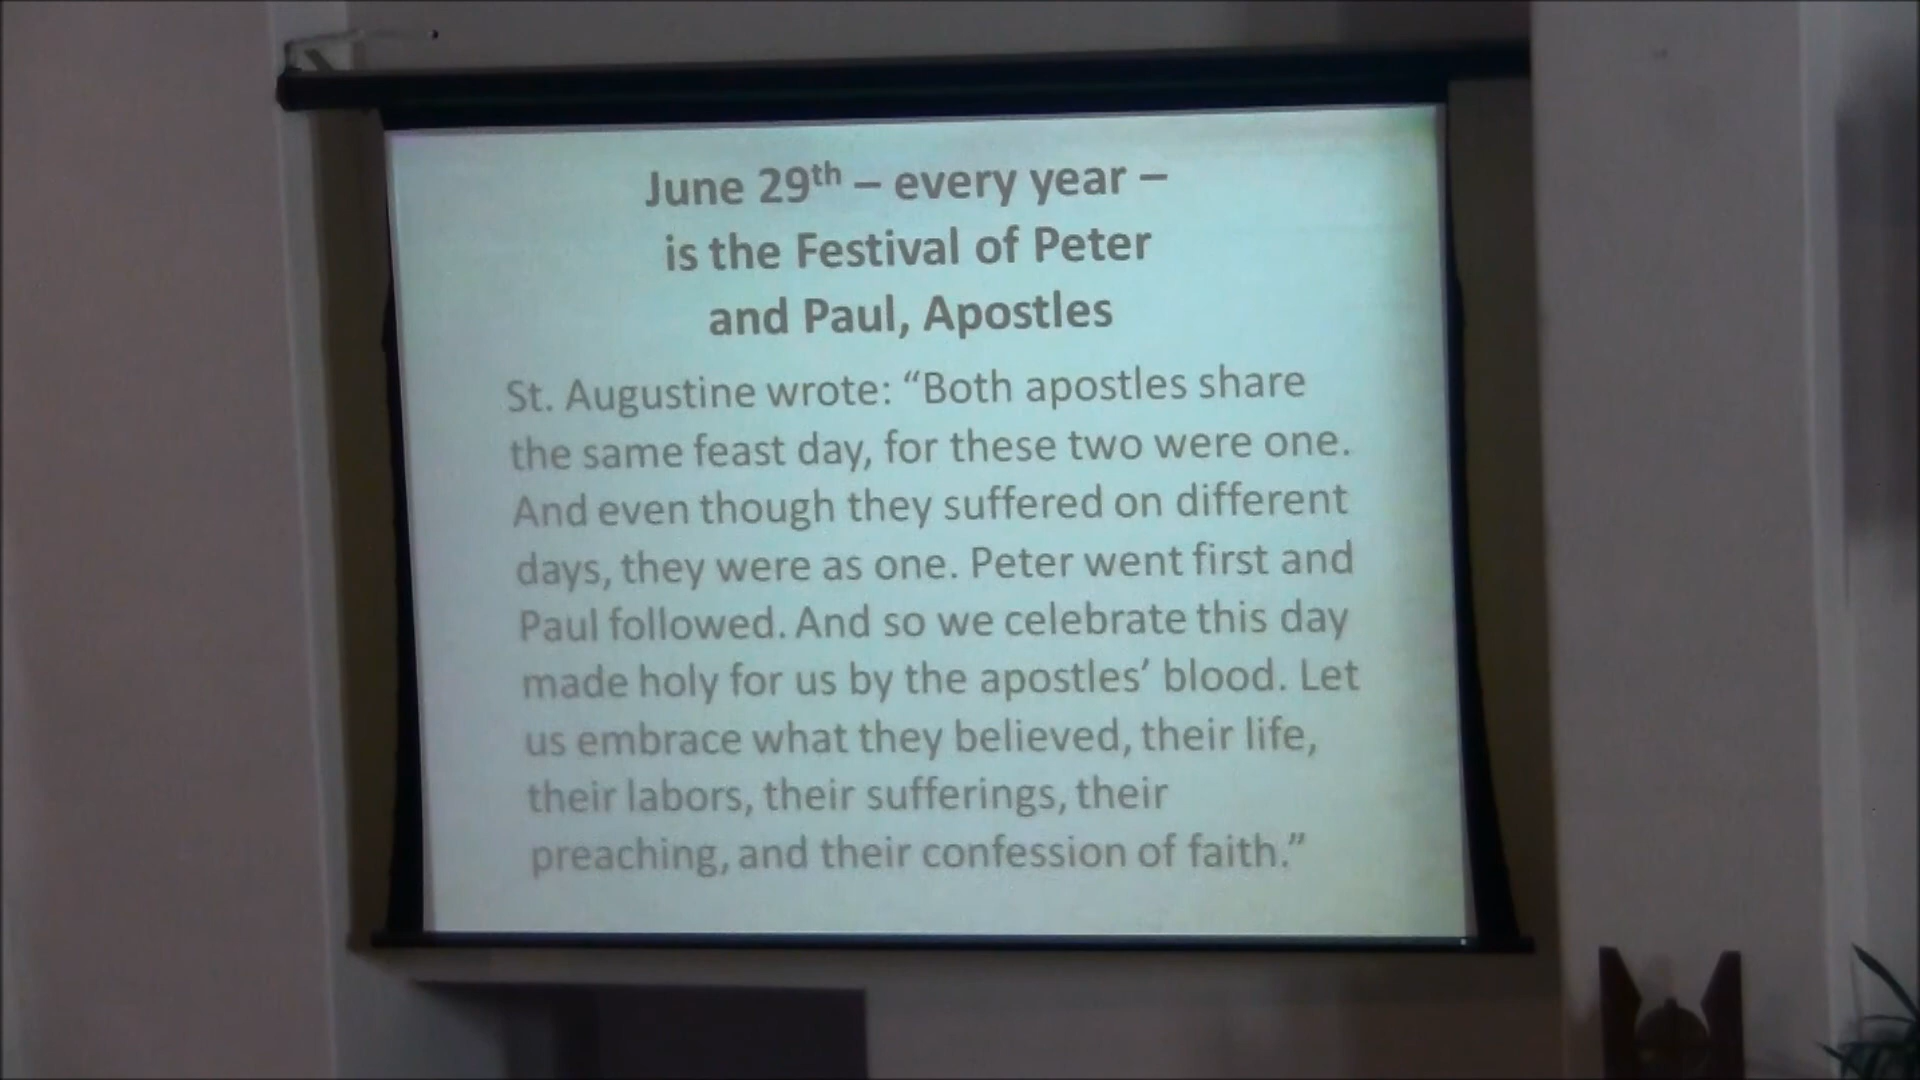 June 29th – every year –
is the Festival of Peter
and Paul, Apostles
St. Augustine wrote: “Both apostles share
the same feast day, for these two were one.
And even though they suffered on different
days, they were as one. Peter went first and
Paul followed. And so we celebrate this day
made holy for us by the apostles’ blood. Let
us embrace what they believed, their life,
their labors, their sufferings, their
preaching, and their confession of faith.”